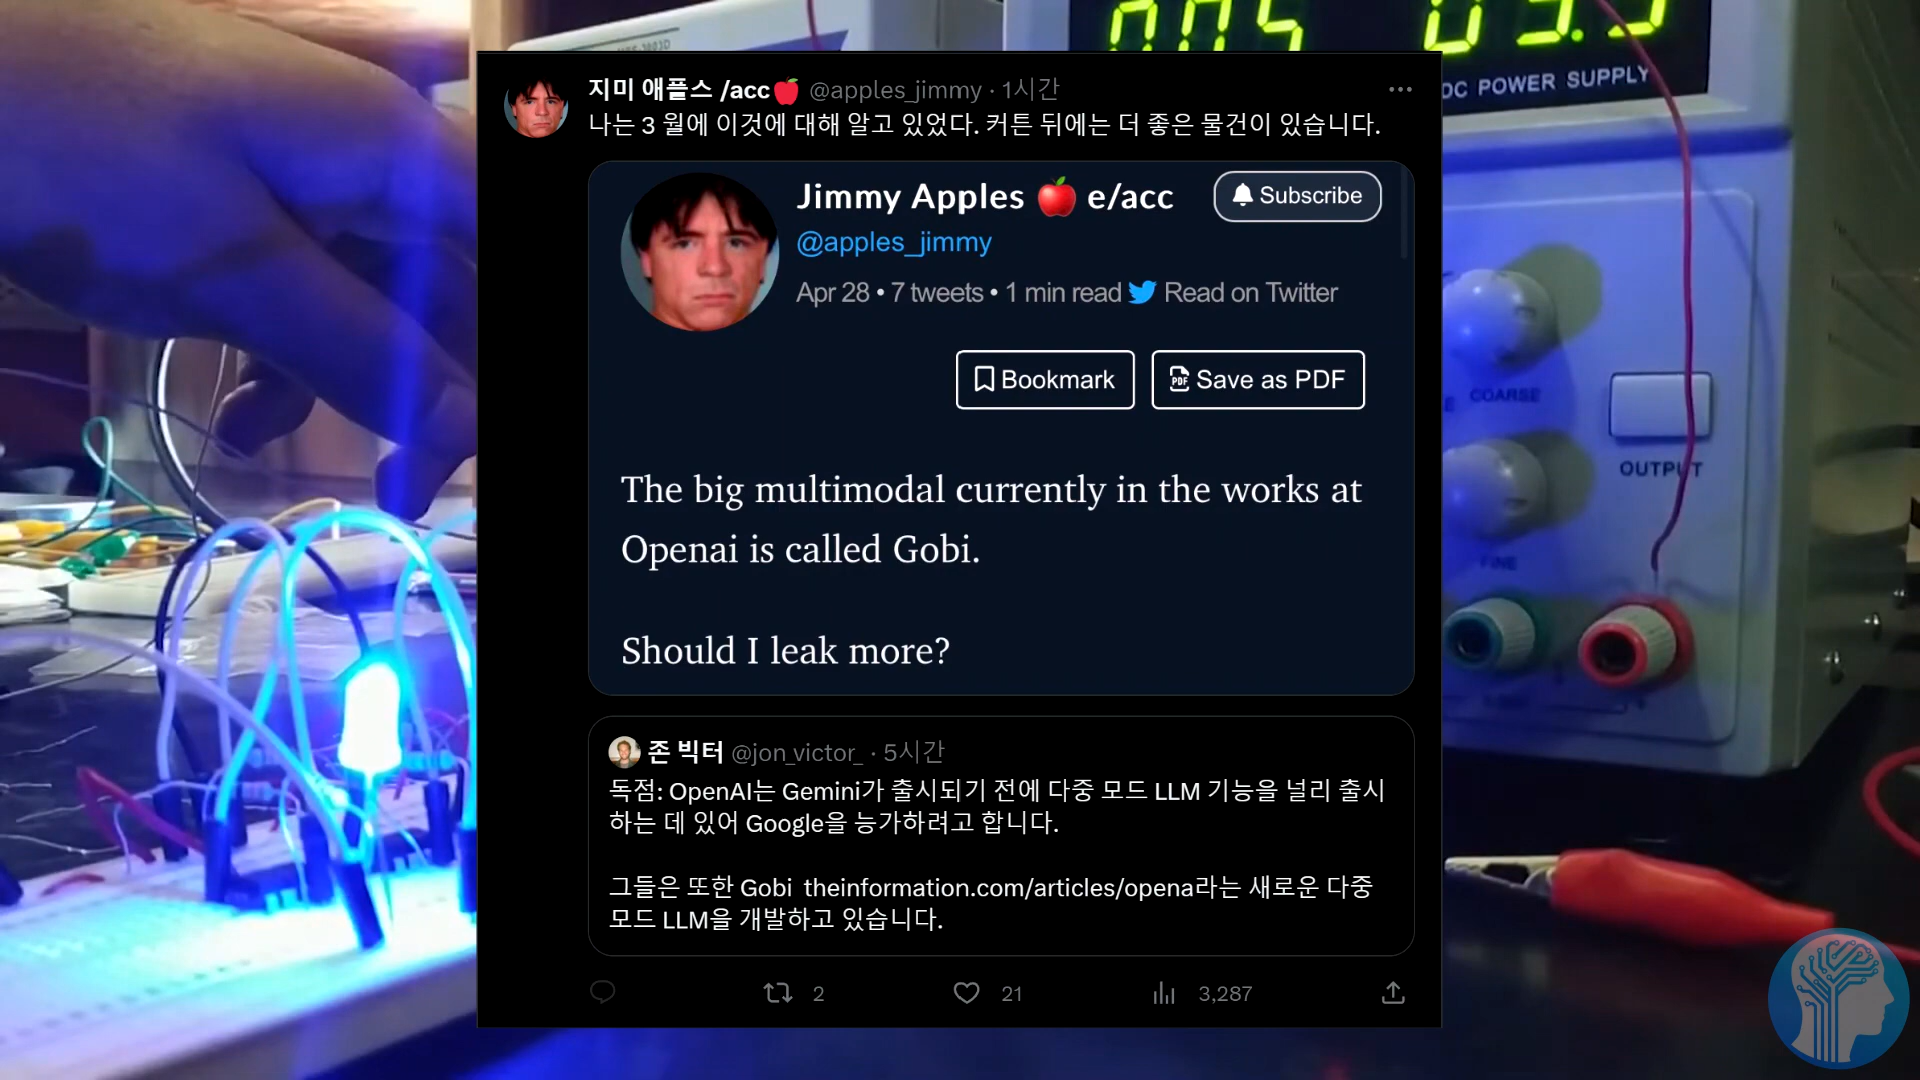 005 03.5
DC POWER SUPPLY
COARSE
FINE
OUTPUT
지미 애플스 /acc🍎 @apples_jimmy · 1시간
나는 3 월에 이것에 대해 알고 있었다. 커튼 뒤에는 더 좋은 물건이 있습니다.
Jimmy Apples 🍎 e/acc
Subscribe
@apples_jimmy
Apr 28 • 7 tweets • 1 min read Read on Twitter
Bookmark
PDF Save as PDF
The big multimodal currently in the works at
Openai is called Gobi.
Should I leak more?
존 빅터 @jon_victor_ · 5시간
독점: OpenAI는 Gemini가 출시되기 전에 다중 모드 LLM 기능을 널리 출시
하는 데 있어 Google을 능가하려고 합니다.
그들은 또한 Gobi theinformation.com/articles/opena라는 새로운 다중
모드 LLM을 개발하고 있습니다.
2 21 3,287